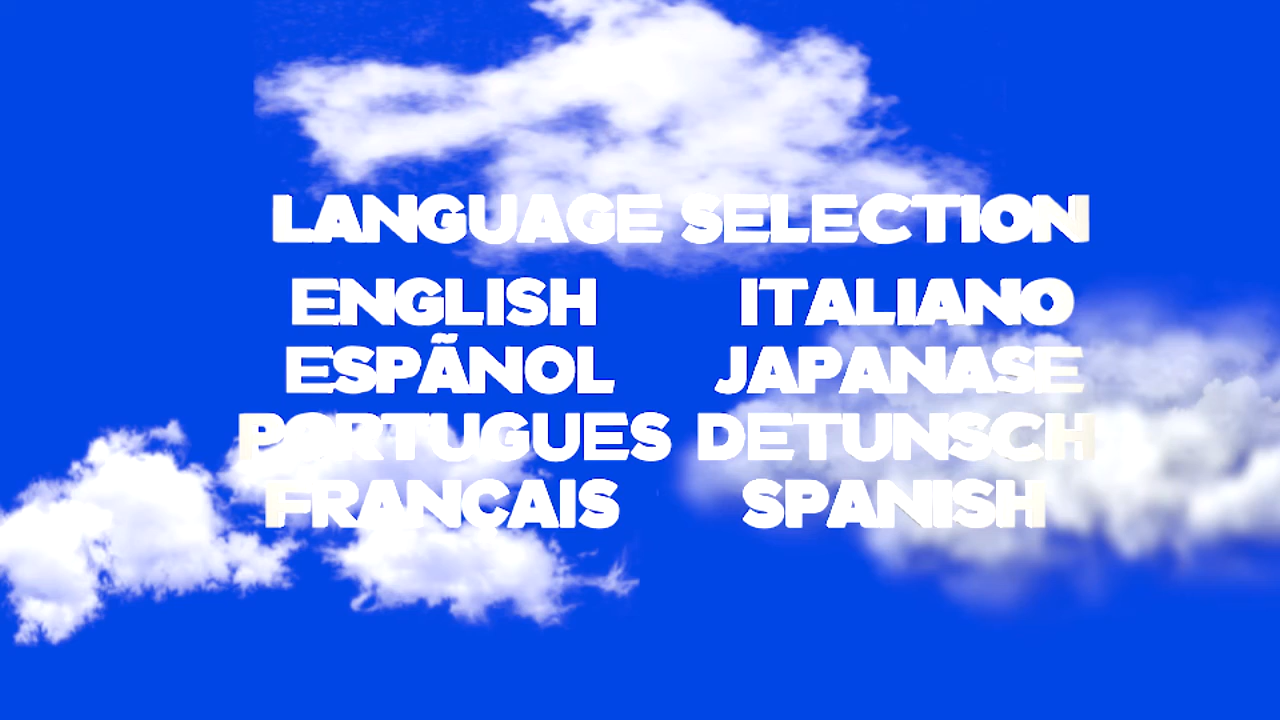 LANGUAGE SELECTION
ENGLISH ITALIANO
ESPÃNOL JAPANASE
PORTUGUES DETUNSCH
FRANCAIS SPANISH